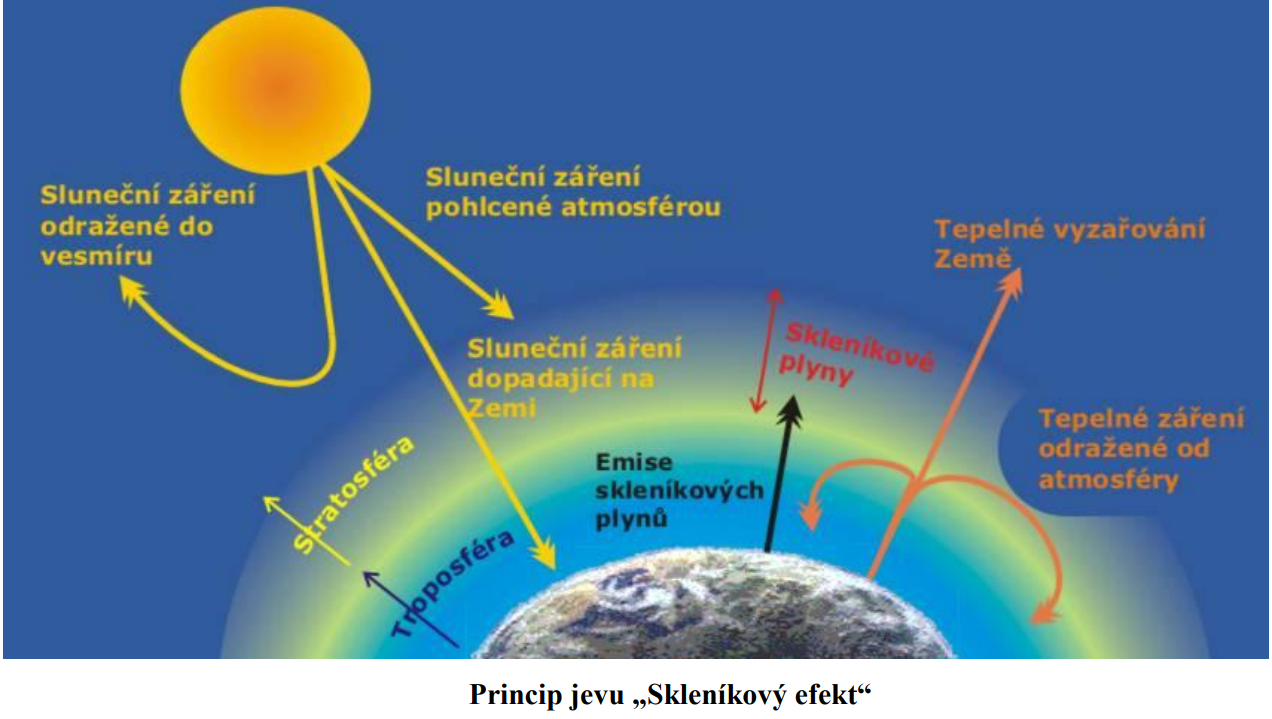 Sluneční záření
odražené do
vesmíru
Sluneční záření
pohlcené atmosférou
Tepelné vyzařování
Země
Sluneční záření
dopadající na
Zemi
Skleníkové
plyny
Tepelné záření
odražené od
atmosféry
Emise
skleníkových
plynů
Stratosféra
Troposféra
Princip jevu „Skleníkový efekt“